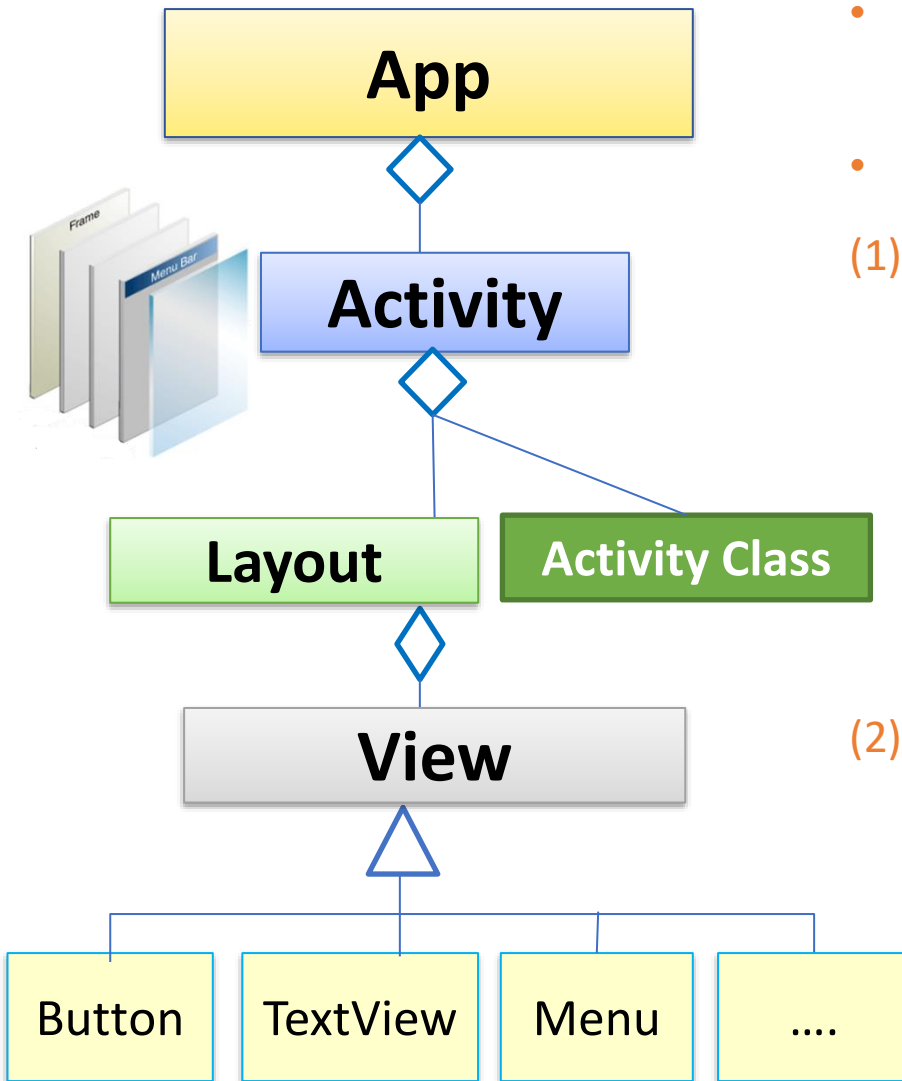 •
App
•
Frame
Menu Bar
(1)
Activity
Layout
Activity Class
(2)
View
Button
TextView
Menu
....